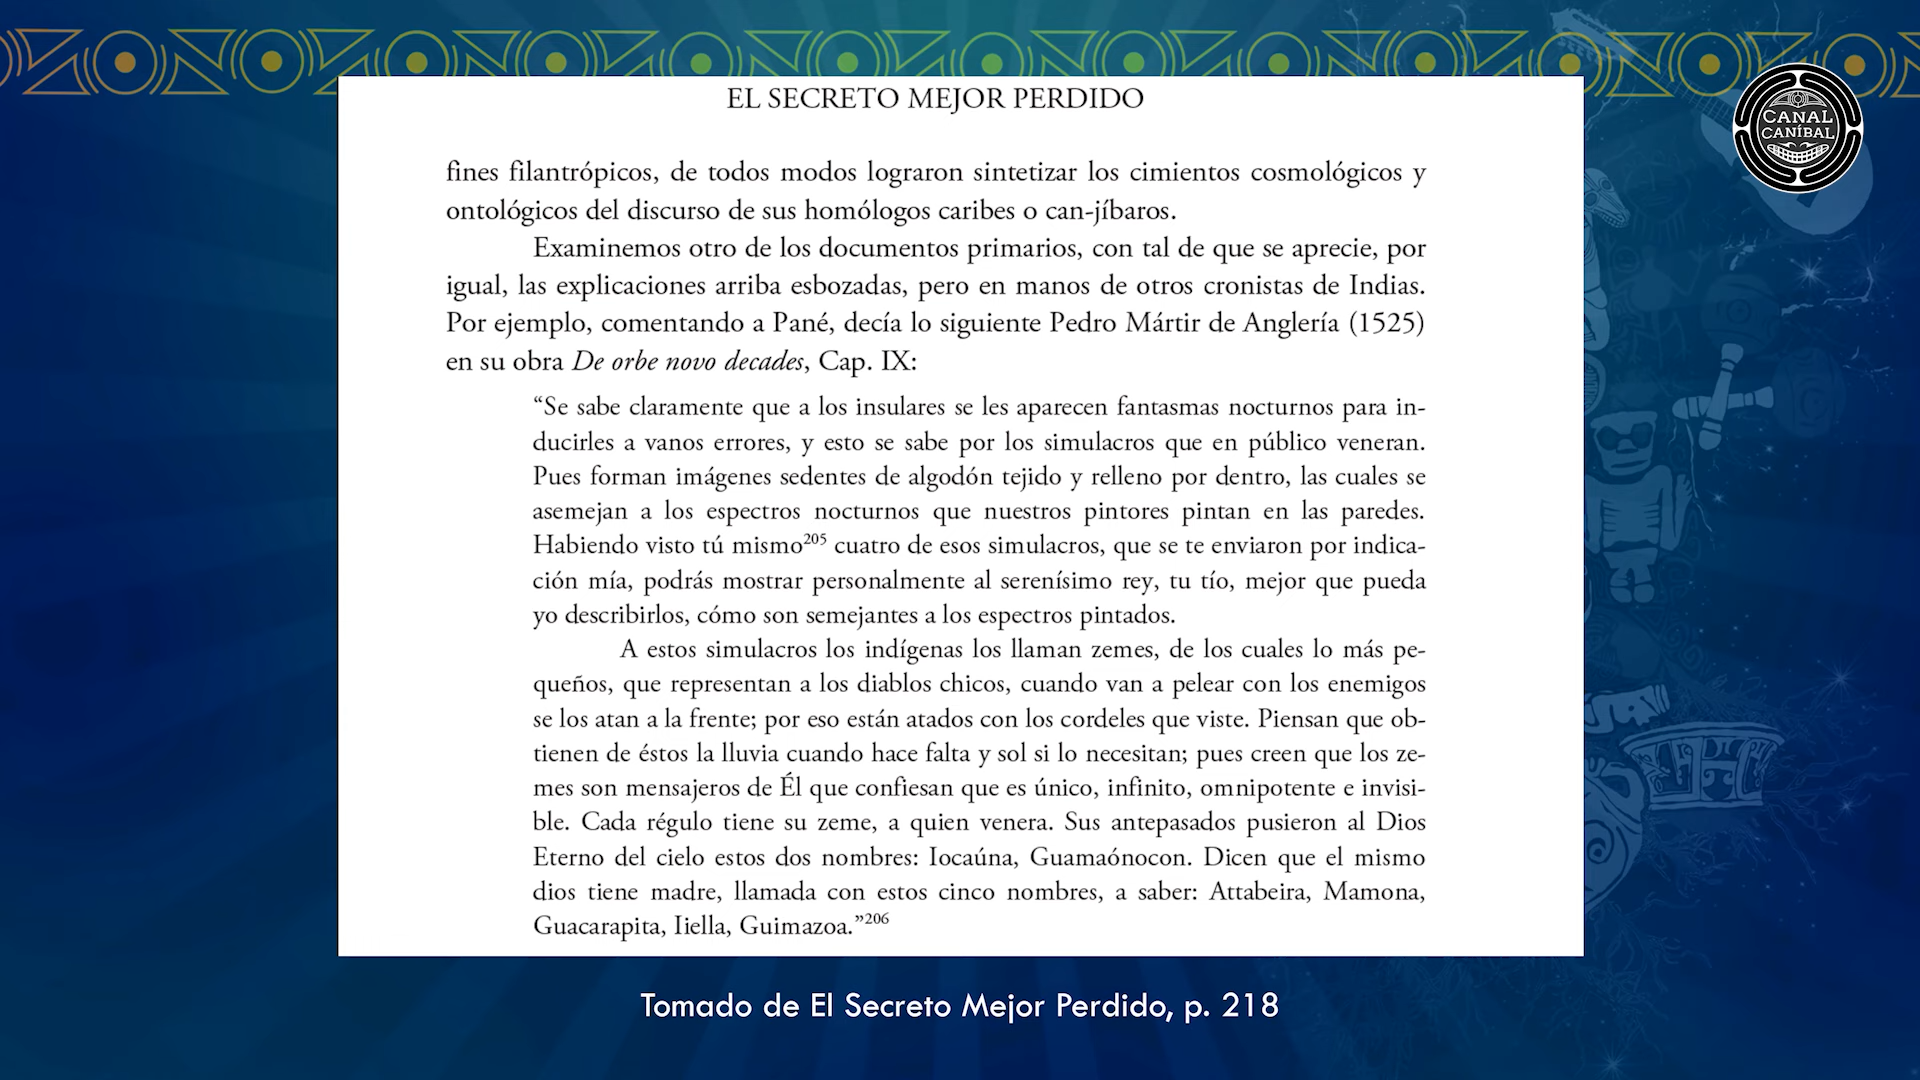 EL SECRETO MEJOR PERDIDO
CANAL
CANÍBAL
fines filantrópicos, de todos modos lograron sintetizar los cimientos cosmológicos y
ontológicos del discurso de sus homólogos caribes o can-jíbaros.
Examinemos otro de los documentos primarios, con tal de que se aprecie, por
igual, las explicaciones arriba esbozadas, pero en manos de otros cronistas de Indias.
Por ejemplo, comentando a Pané, decía lo siguiente Pedro Mártir de Anglería (1525)
en su obra De orbe novo decades, Cap. IX:
“Se sabe claramente que a los insulares se les aparecen fantasmas nocturnos para in-
ducirles a vanos errores, y esto se sabe por los simulacros que en público veneran.
Pues forman imágenes sedentes de algodón tejido y relleno por dentro, las cuales se
asemejan a los espectros nocturnos que nuestros pintores pintan en las paredes.
Habiendo visto tú mismo205 cuatro de esos simulacros, que se te enviaron por indica-
ción mía, podrás mostrar personalmente al serenísimo rey, tu tío, mejor que pueda
yo describirlos, cómo son semejantes a los espectros pintados.
A estos simulacros los indígenas los llaman zemes, de los cuales lo más pe-
queños, que representan a los diablos chicos, cuando van a pelear con los enemigos
se los atan a la frente; por eso están atados con los cordeles que viste. Piensan que ob-
tienen de éstos la lluvia cuando hace falta y sol si lo necesitan; pues creen que los ze-
mes son mensajeros de Él que confiesan que es único, infinito, omnipotente e invisi-
ble. Cada régulo tiene su zeme, a quien venera. Sus antepasados pusieron al Dios
Eterno del cielo estos dos nombres: Iocaúna, Guamaónocon. Dicen que el mismo
dios tiene madre, llamada con estos cinco nombres, a saber: Attabeira, Mamona,
Guacarapita, Iiella, Guimazoa.”206
Tomado de El Secreto Mejor Perdido, p. 218